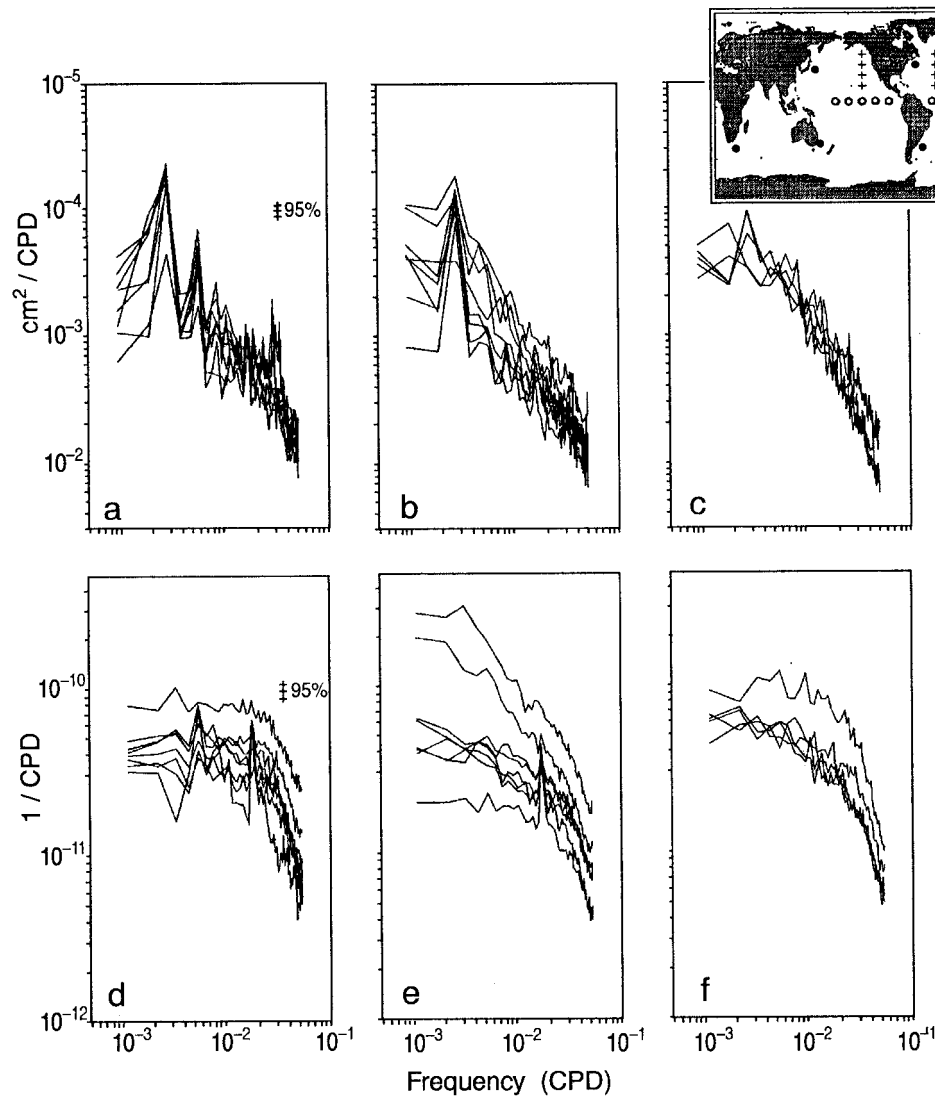 10⁻⁵
10⁻⁴
10⁻³
10⁻²
cm² / CPD
‡95%
a
b
c
10⁻¹⁰
10⁻¹¹
10⁻¹²
1 / CPD
‡95%
d
e
f
10⁻³ 10⁻² 10⁻¹
10⁻³ 10⁻² 10⁻¹
10⁻³ 10⁻² 10⁻¹¹
Frequency (CPD)